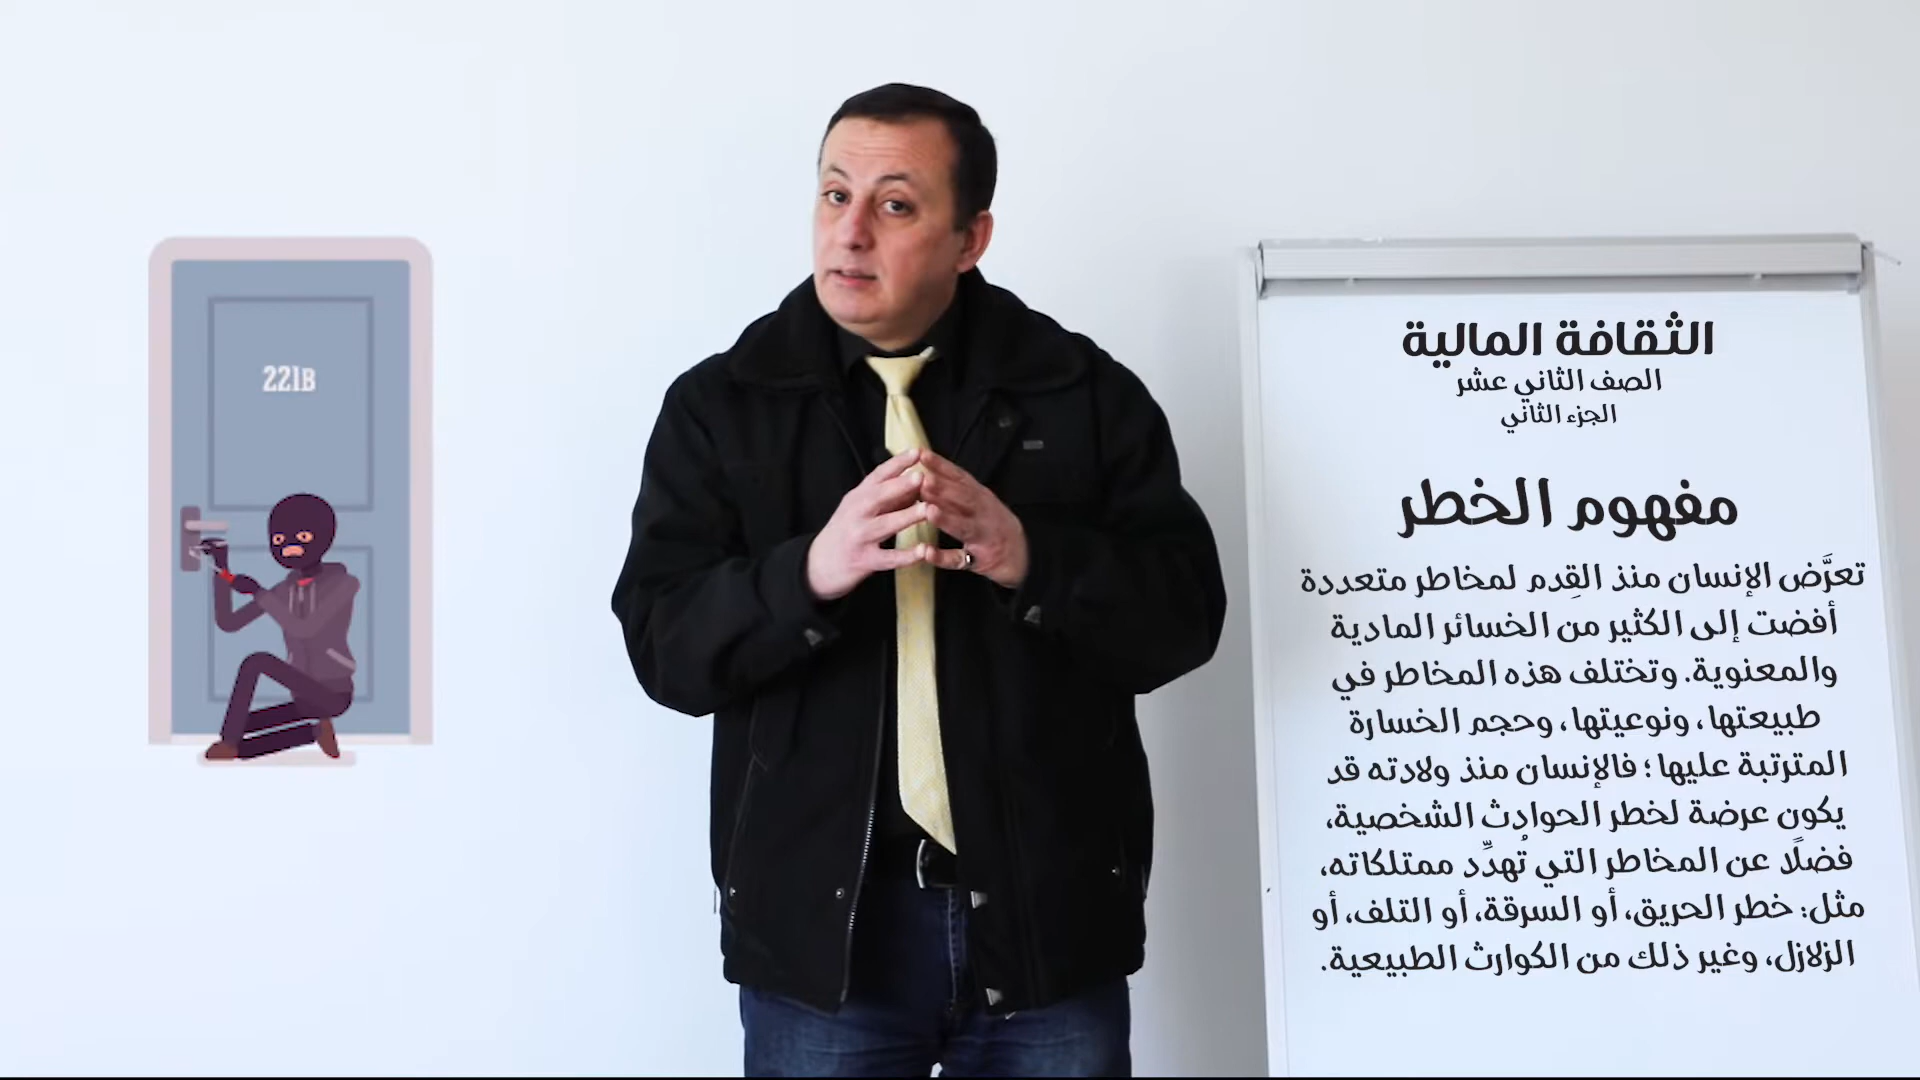 221B
الثقافة المالية
الصف الثاني عشر
الجزء الثاني
مفهوم الخطر
تعرَّض الإنسان منذ القِدم لمخاطر متعددة
أفضت إلى الكثير من الخسائر المادية
والمعنوية. وتختلف هذه المخاطر في
طبيعتها، ونوعيتها، وحجم الخسارة
المترتبة عليها؛ فالإنسان منذ ولادته قد
يكون عرضة لخطر الحوادث الشخصية،
فضلًا عن المخاطر التي تُهدِّد ممتلكاته،
مثل: خطر الحريق، أو السرقة، أو التلف، أو
الزلازل، وغير ذلك من الكوارث الطبيعية.